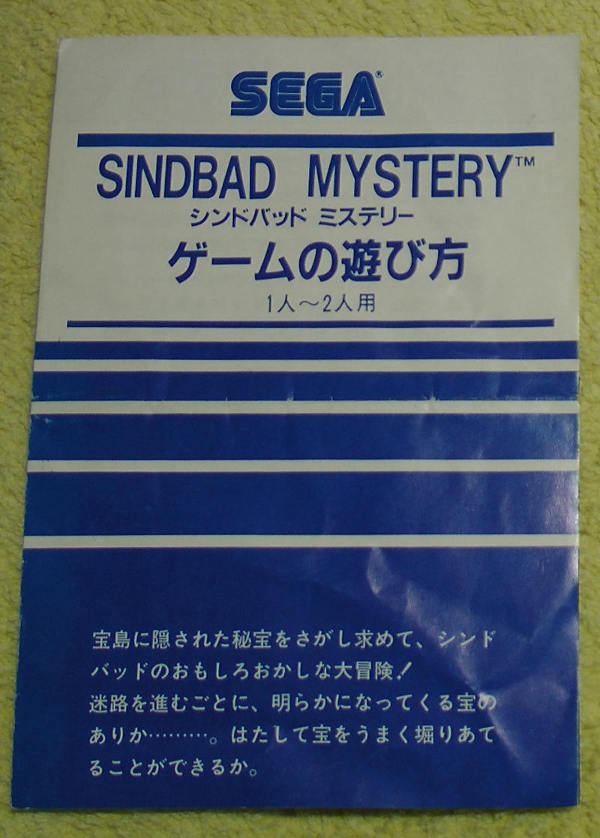 SEGA®
SINDBAD MYSTERY™
シンドバッド ミステリー
ゲームの遊び方
1人〜2人用
宝島に隠された秘宝をさがし求めて、シンド
バッドのおもしろおかしな大冒険!
迷路を進むごとに、明らかになってくる宝の
ありか………。はたして宝をうまく掘りあて
ることができるか。